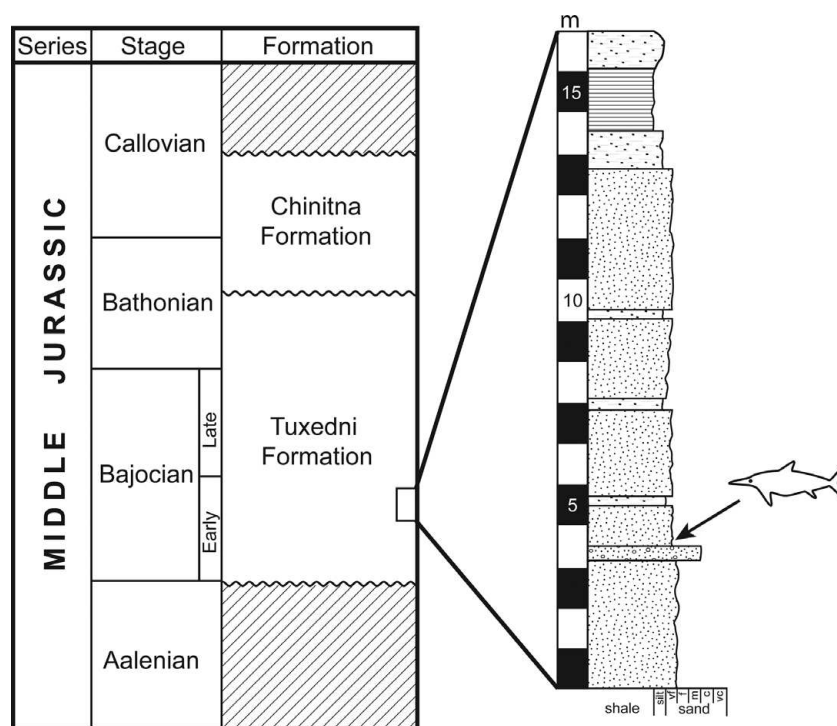 Series Stage Formation
MIDDLE JURASSIC
Callovian
Bathonian
Bajocian
Late
Early
Aalenian
Chinitna
Formation
Tuxedni
Formation
m
15
10
5
shale
silt
vf
f
m
c
vc
sand